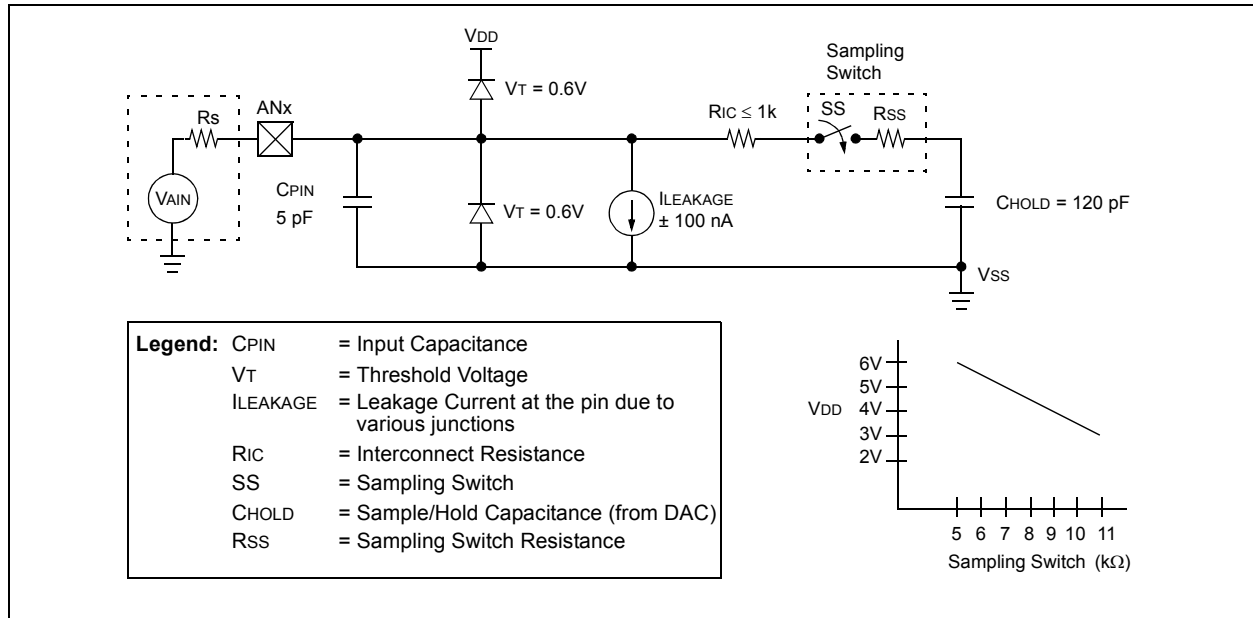 VDD
Sampling
Switch
VT = 0.6V
ANx
Rs
RIC ≤ 1k
SS
RSS
VAIN
CPIN
5 pF
VT = 0.6V
ILEAKAGE
± 100 nA
CHOLD = 120 pF
VSS
Legend: CPIN = Input Capacitance
VT = Threshold Voltage
ILEAKAGE = Leakage Current at the pin due to
various junctions
RIC = Interconnect Resistance
SS = Sampling Switch
CHOLD = Sample/Hold Capacitance (from DAC)
RSS = Sampling Switch Resistance
6V
5V
VDD 4V
3V
2V
5 6 7 8 9 10 11
Sampling Switch (kΩ)